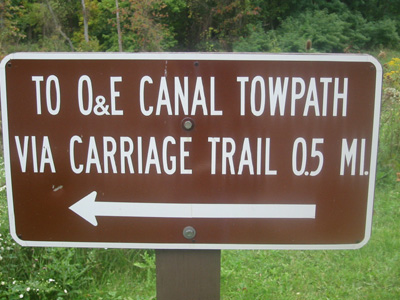 TO O&E CANAL TOWPATH
VIA CARRIAGE TRAIL 0.5 MI.